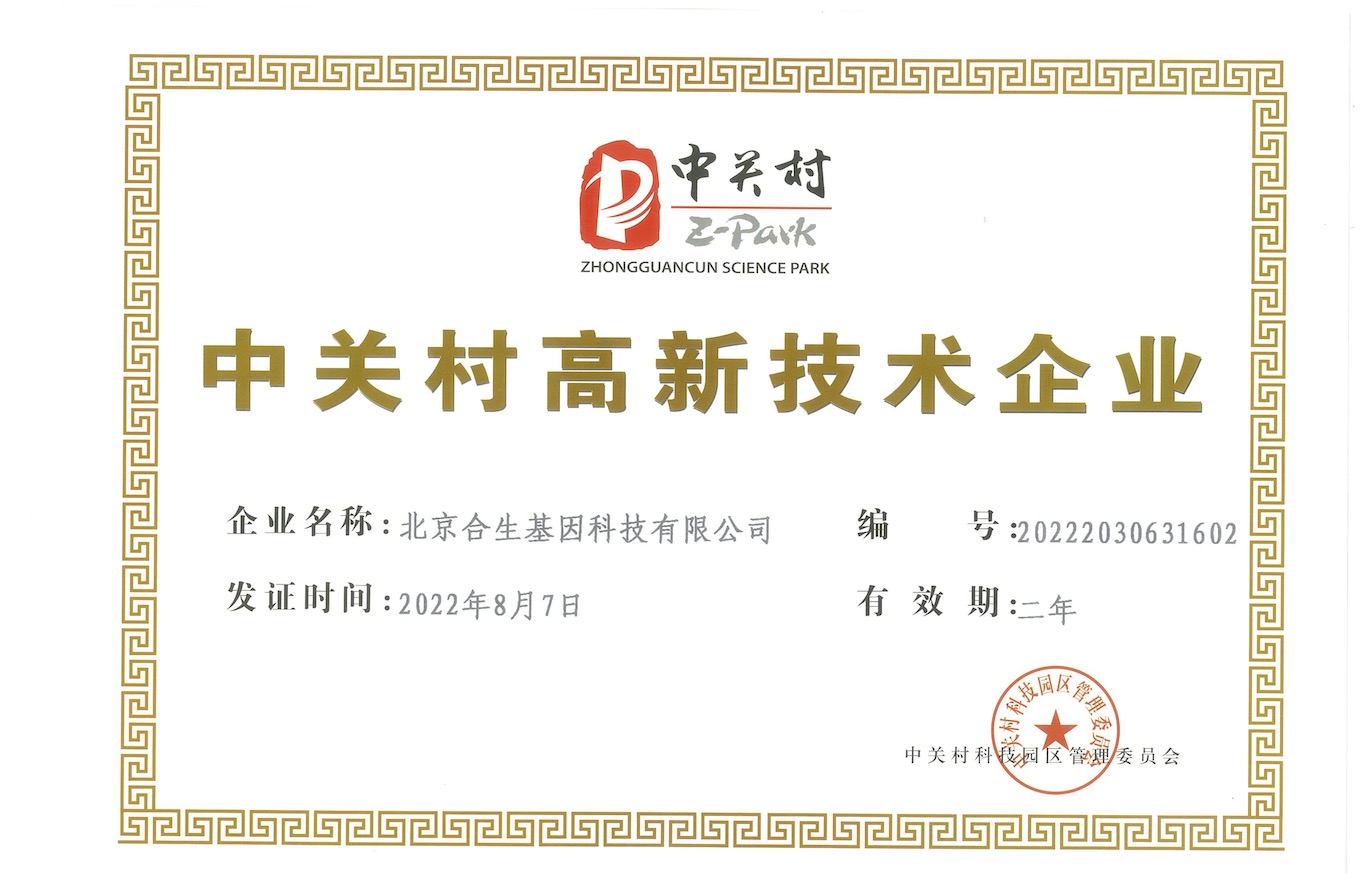 中关村
Z-Park
ZHONGGUANCUN SCIENCE PARK
中关村高新技术企业
企业名称:北京合生基因科技有限公司
编 号:20222030631602
发证时间:2022年8月7日
有 效 期:二年
中关村科技园区管理委员会
中关村科技园区管理委员会